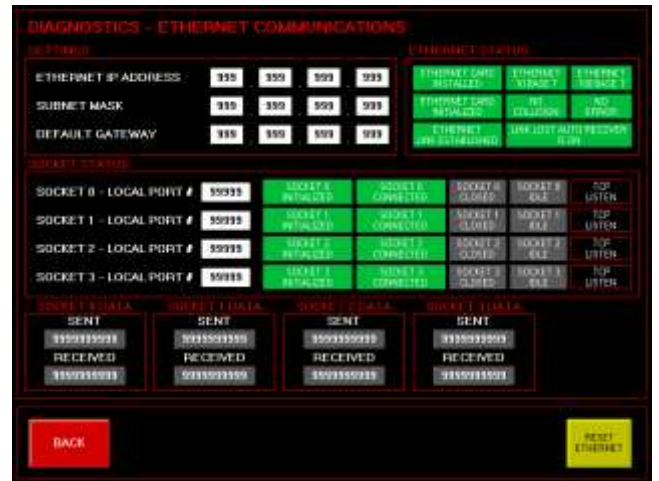 DIAGNOSTICS - ETHERNET COMMUNICATIONS
SETTINGS
ETHERNET STATUS
ETHERNET IP ADDRESS 999 . 999 . 999 . 999
SUBNET MASK 999 . 999 . 999 . 999
DEFAULT GATEWAY 999 . 999 . 999 . 999
ETHERNET CARD INSTALLED
ETHERNET
ETHERNET
ETHERNET CARD INITIALIZED
NO COLLISION
NO ERROR
ETHERNET LINK ESTABLISHED
LINK LOST AUTO RECOVER IS ON
SOCKET STATUS
SOCKET 0 - LOCAL PORT # 99999 SOCKET 0 INITIALIZED SOCKET 0 CONNECTED SOCKET 0 CLOSED SOCKET 0 IDLE TCP LISTEN
SOCKET 1 - LOCAL PORT # 99999 SOCKET 1 INITIALIZED SOCKET 1 CONNECTED SOCKET 1 CLOSED SOCKET 1 IDLE TCP LISTEN
SOCKET 2 - LOCAL PORT # 99999 SOCKET 2 INITIALIZED SOCKET 2 CONNECTED SOCKET 2 CLOSED SOCKET 2 IDLE TCP LISTEN
SOCKET 3 - LOCAL PORT # 99999 SOCKET 3 INITIALIZED SOCKET 3 CONNECTED SOCKET 3 CLOSED SOCKET 3 IDLE TCP LISTEN
SOCKET 0 DATA SOCKET 1 DATA SOCKET 2 DATA SOCKET 3 DATA
SENT SENT SENT SENT
9999999999 9999999999 9999999999 9999999999
RECEIVED RECEIVED RECEIVED RECEIVED
9999999999 9999999999 9999999999 9999999999
BACK
RESET ETHERNET